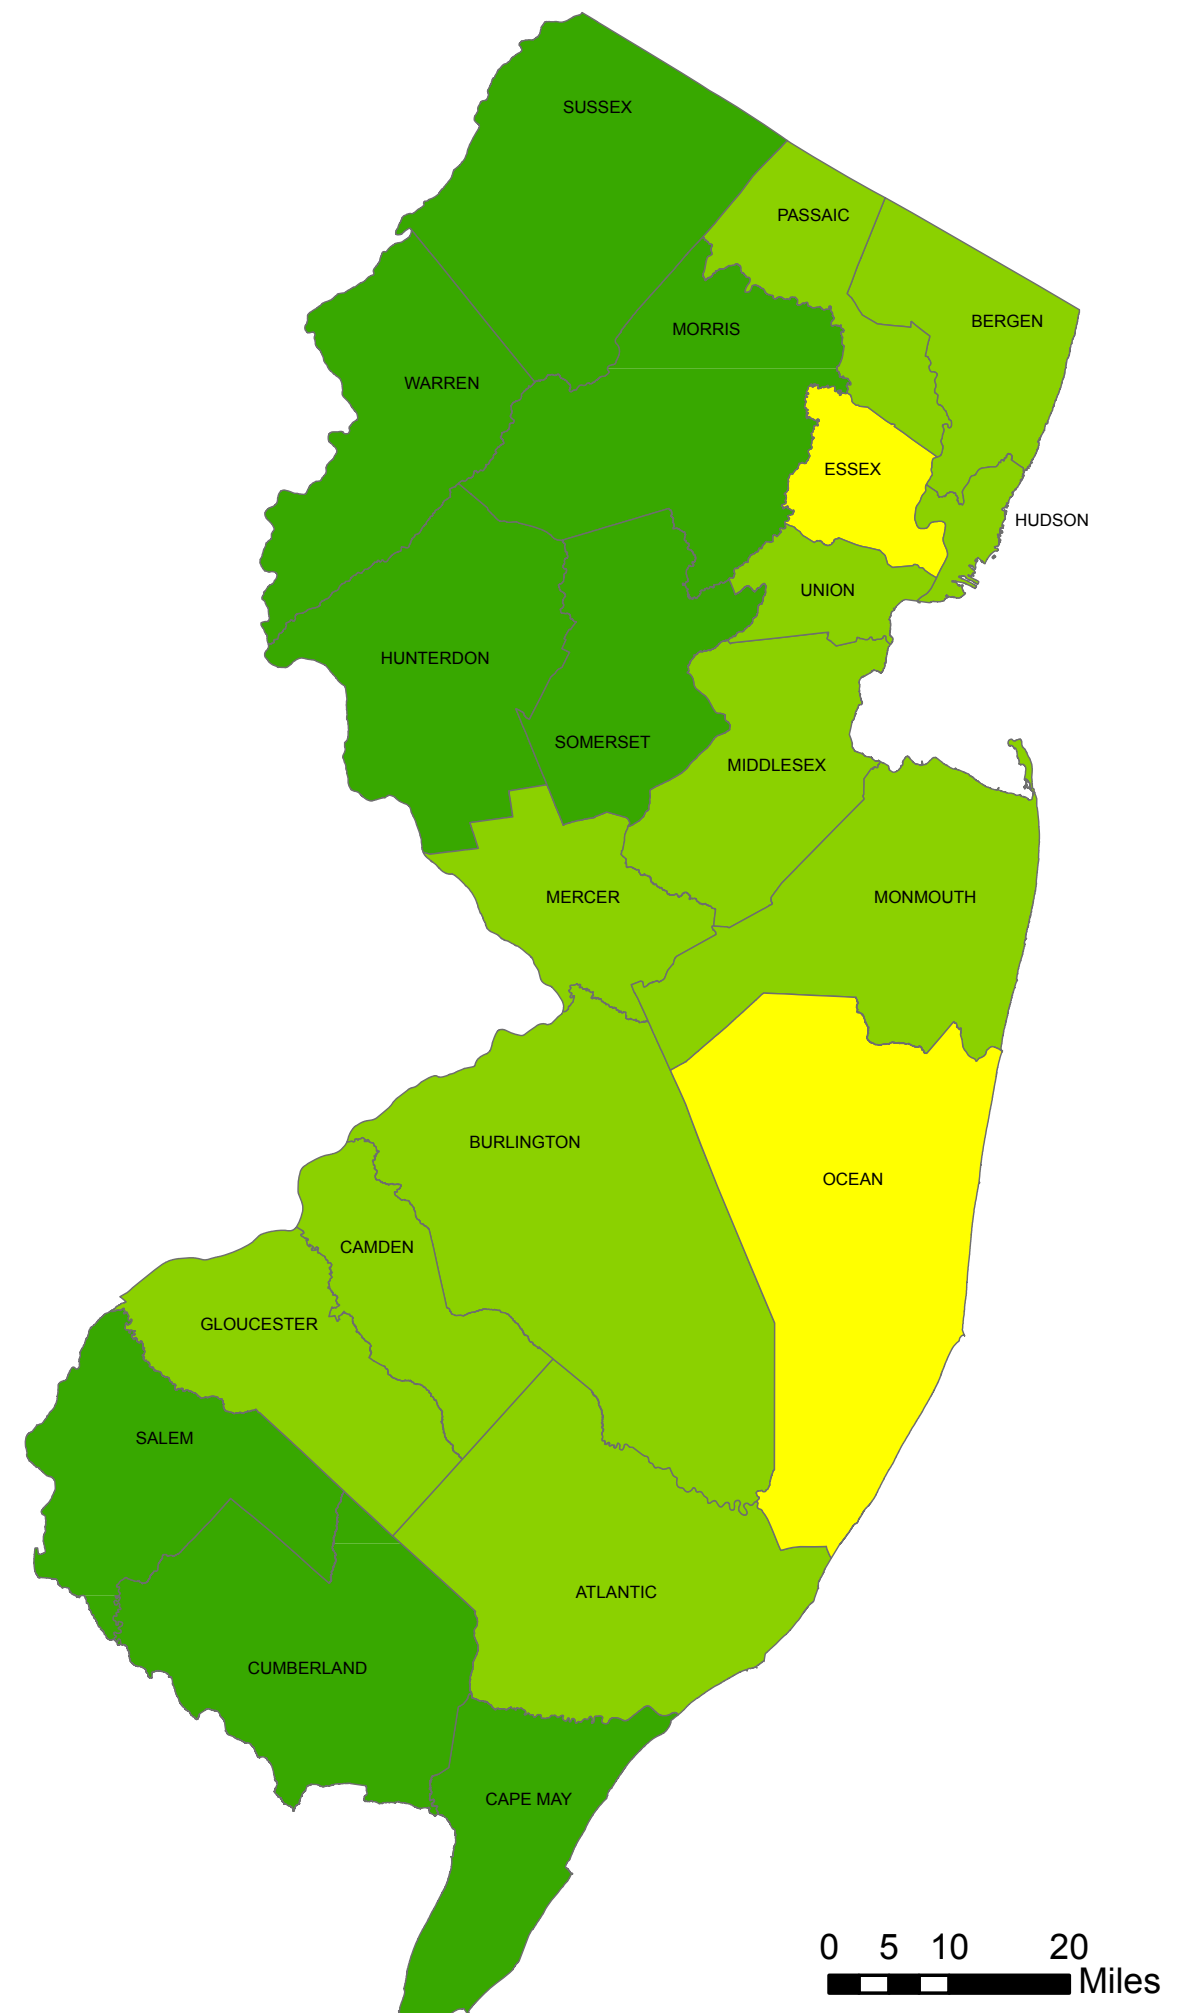 SUSSEX
PASSAIC
BERGEN
MORRIS
WARREN
ESSEX
HUDSON
UNION
HUNTERDON
SOMERSET
MIDDLESEX
MERCER
MONMOUTH
BURLINGTON
OCEAN
CAMDEN
GLOUCESTER
SALEM
ATLANTIC
CUMBERLAND
CAPE MAY
0 5 10 20
Miles